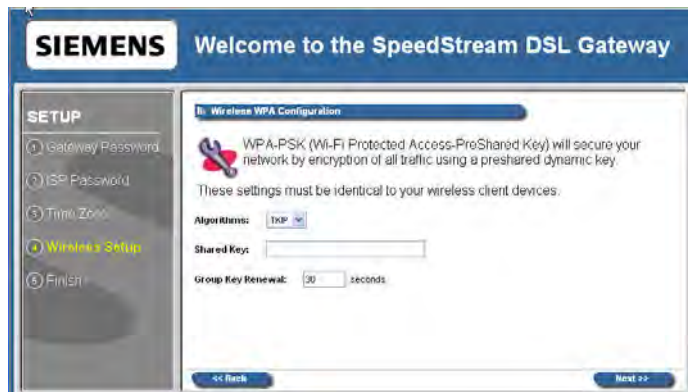 SIEMENS
Welcome to the SpeedStream DSL Gateway
SETUP
1 Gateway Password
2 ISP Password
3 Time Zone
4 Wireless Setup
5 Finish
Wireless WPA Configuration
WPA-PSK (Wi-Fi Protected Access-PreShared Key) will secure your
network by encryption of all traffic using a preshared dynamic key.
These settings must be identical to your wireless client devices.
Algorithms: TKIP
Shared Key:
Group Key Renewal: 30 seconds
<< Back
Next >>